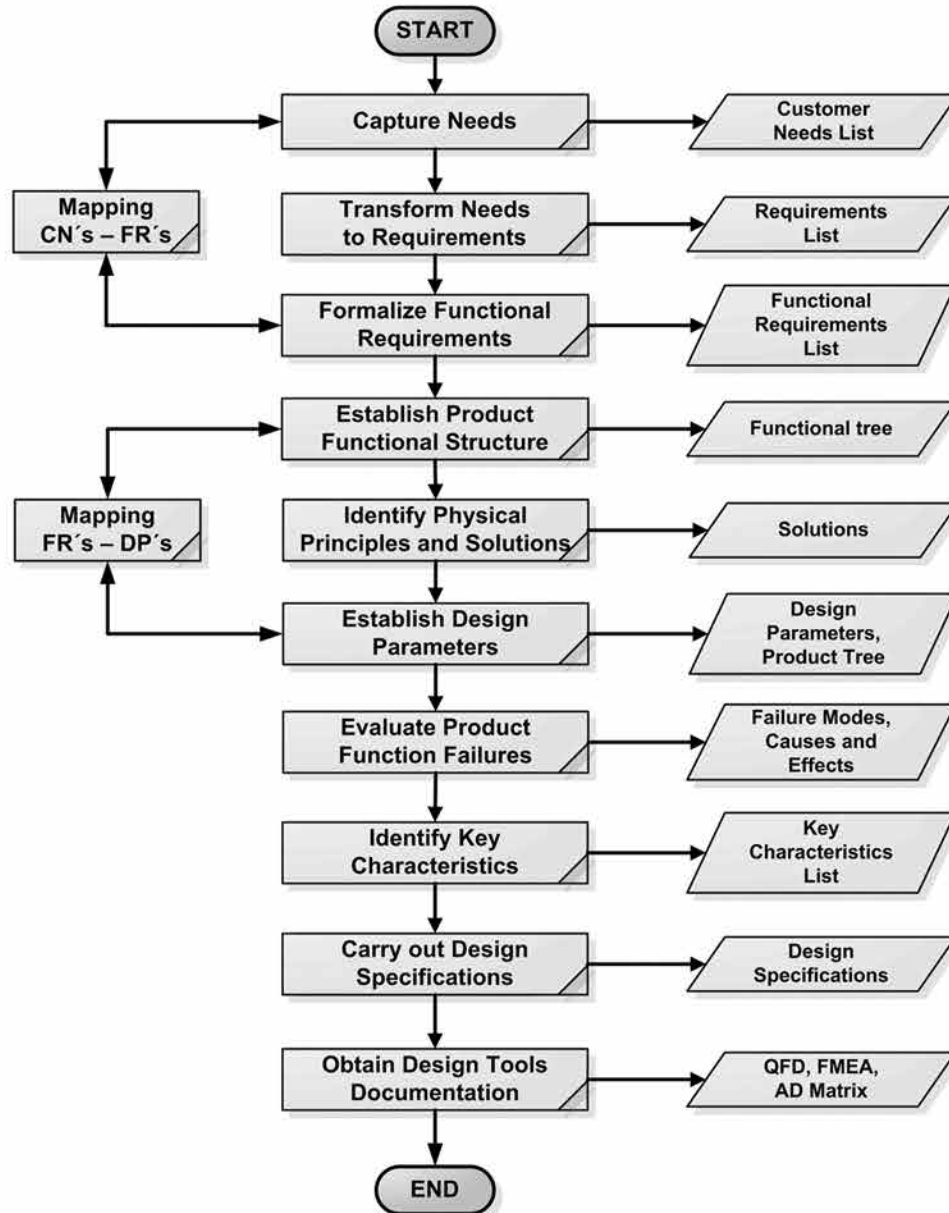 START
Capture Needs
Customer
Needs List
Mapping
CN´s – FR´s
Transform Needs
to Requirements
Requirements
List
Formalize Functional
Requirements
Functional
Requirements
List
Establish Product
Functional Structure
Functional tree
Mapping
FR´s – DP´s
Identify Physical
Principles and Solutions
Solutions
Establish Design
Parameters
Design
Parameters,
Product Tree
Evaluate Product
Function Failures
Failure Modes,
Causes and
Effects
Identify Key
Characteristics
Key
Characteristics
List
Carry out Design
Specifications
Design
Specifications
Obtain Design Tools
Documentation
QFD, FMEA,
AD Matrix
END